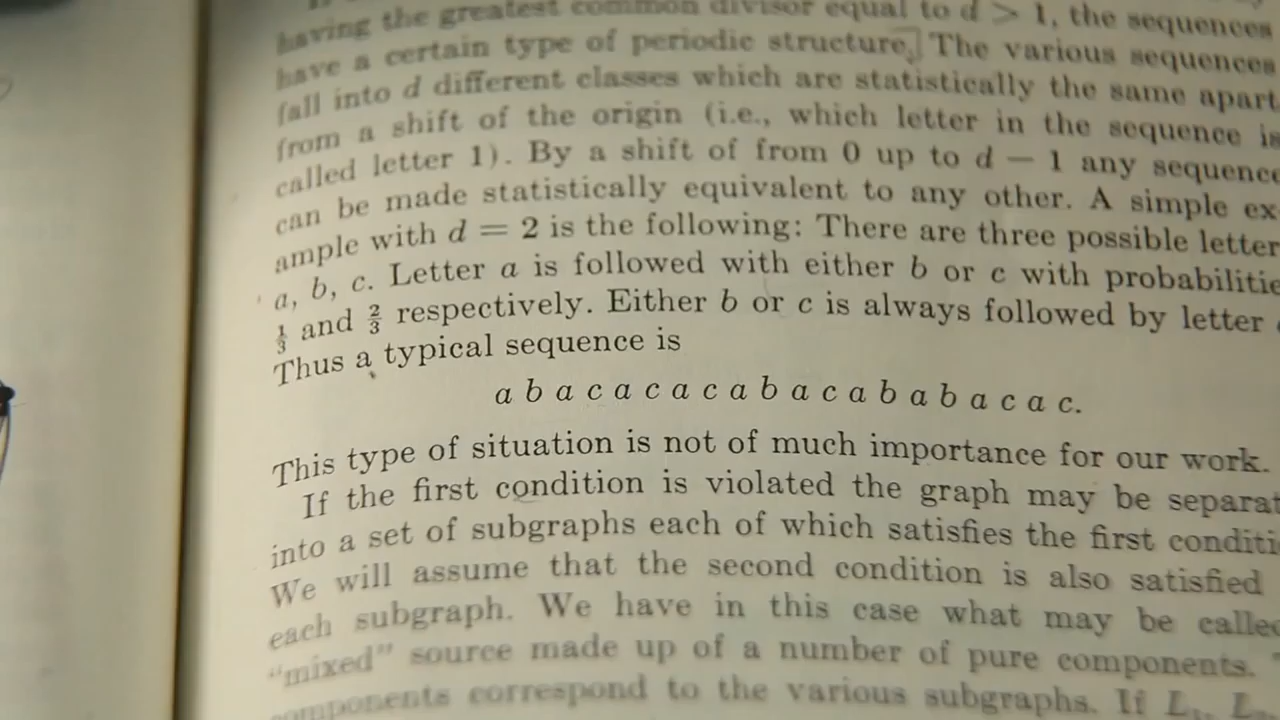 having the greatest common divisor equal to d > 1, the sequences
have a certain type of periodic structure. The various sequences
fall into d different classes which are statistically the same apart
from a shift of the origin (i.e., which letter in the sequence is
called letter 1). By a shift of from 0 up to d − 1 any sequence
can be made statistically equivalent to any other. A simple ex
ample with d = 2 is the following: There are three possible letter
a, b, c. Letter a is followed with either b or c with probabilitie
⅓ and ⅔ respectively. Either b or c is always followed by letter
Thus a typical sequence is
a b a c a c a c a b a c a b a b a c a c.
This type of situation is not of much importance for our work.
If the first condition is violated the graph may be separat
into a set of subgraphs each of which satisfies the first conditi
We will assume that the second condition is also satisfied
each subgraph. We have in this case what may be called
"mixed" source made up of a number of pure components.
components correspond to the various subgraphs. If L